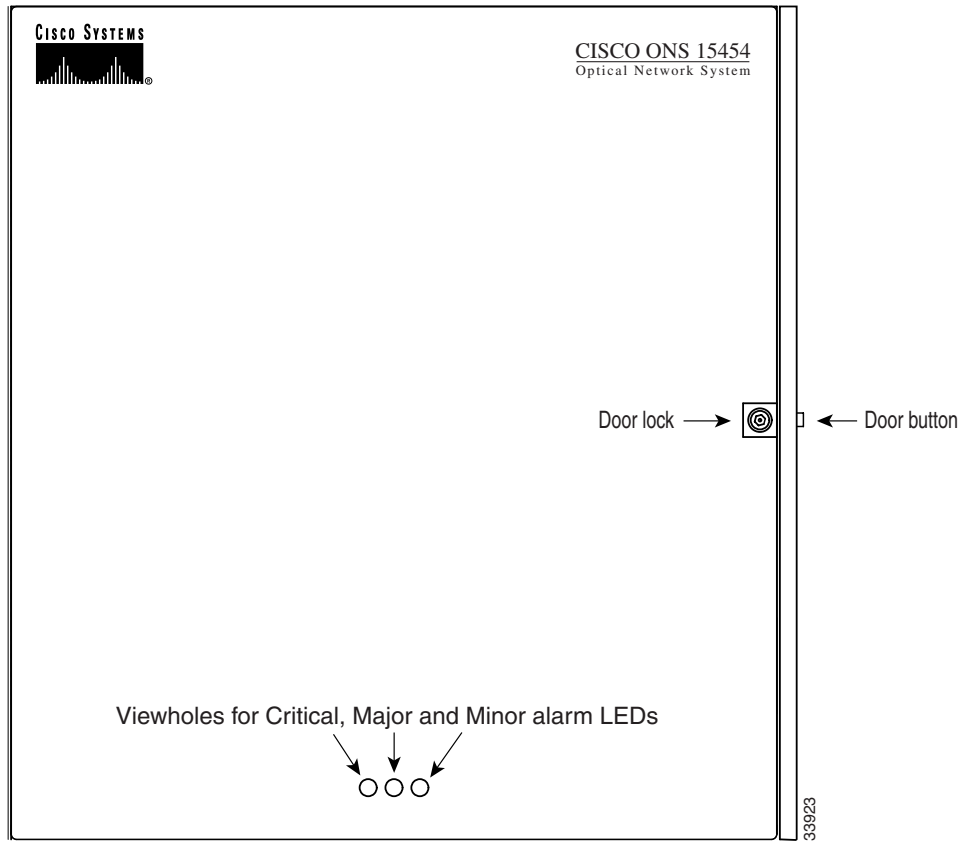 CISCO SYSTEMS
®
CISCO ONS 15454
Optical Network System
Door lock
Door button
Viewholes for Critical, Major and Minor alarm LEDs
33923